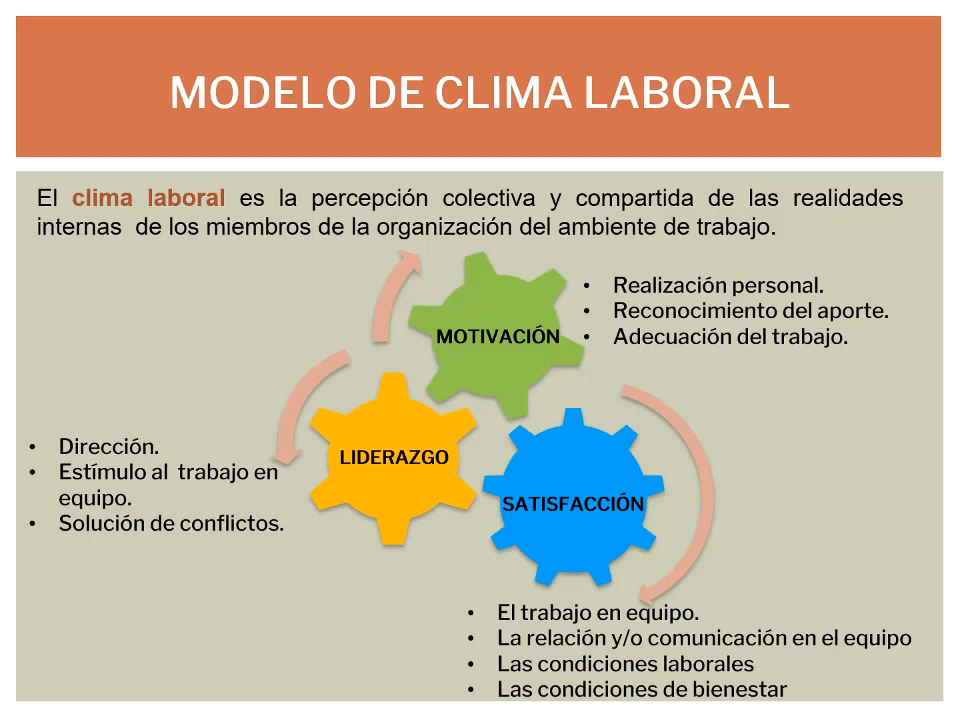 MODELO DE CLIMA LABORAL
El clima laboral es la percepción colectiva y compartida de las realidades
internas de los miembros de la organización del ambiente de trabajo.
MOTIVACIÓN
• Realización personal.
• Reconocimiento del aporte.
• Adecuación del trabajo.
LIDERAZGO
• Dirección.
• Estímulo al trabajo en
equipo.
• Solución de conflictos.
SATISFACCIÓN
• El trabajo en equipo.
• La relación y/o comunicación en el equipo
• Las condiciones laborales
• Las condiciones de bienestar